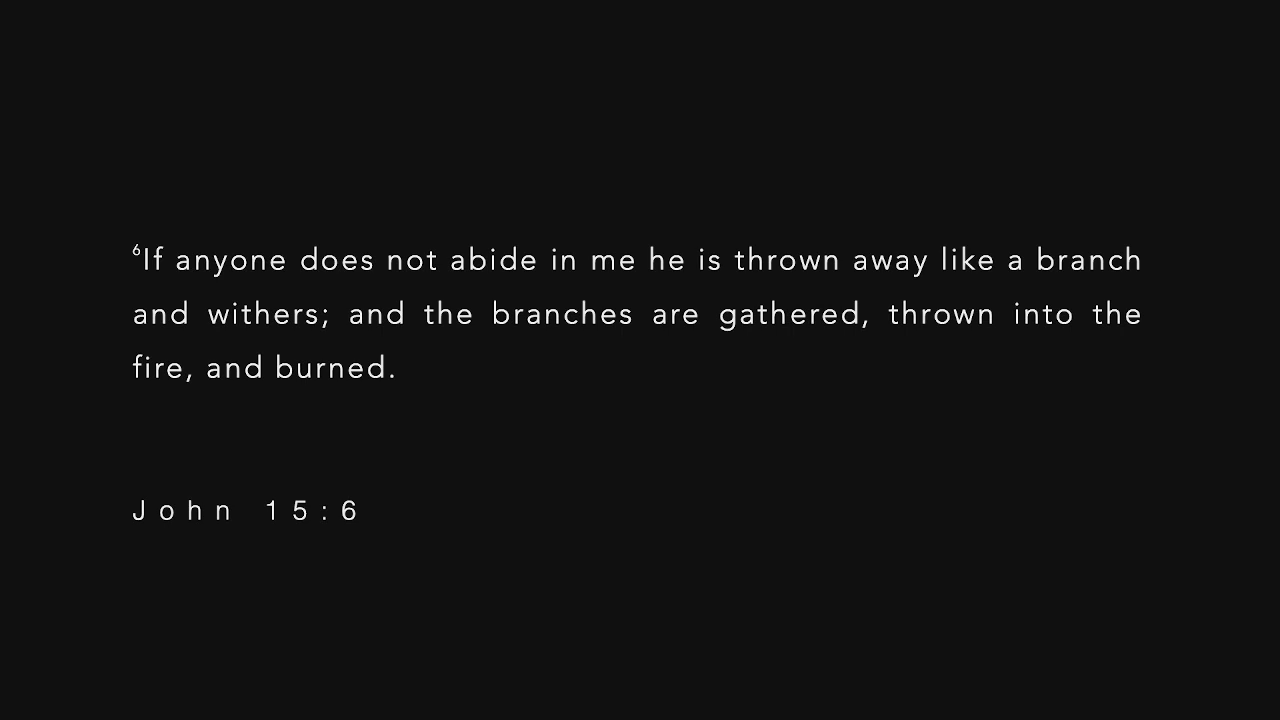 ⁶If anyone does not abide in me he is thrown away like a branch
and withers; and the branches are gathered, thrown into the
fire, and burned.
John 15:6